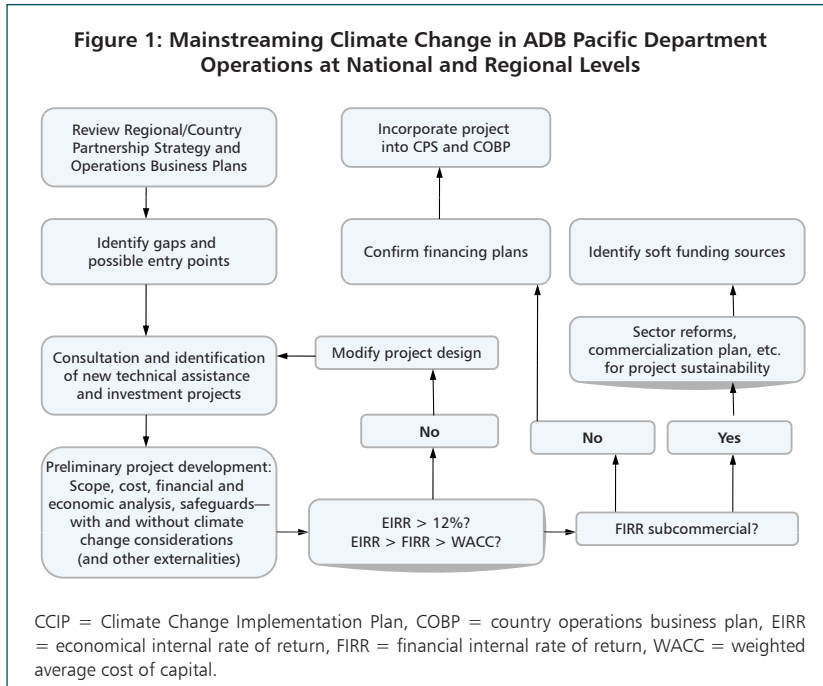 Figure 1: Mainstreaming Climate Change in ADB Pacific Department
Operations at National and Regional Levels
Review Regional/Country
Partnership Strategy and
Operations Business Plans
Identify gaps and
possible entry points
Consultation and identification
of new technical assistance
and investment projects
Preliminary project development:
Scope, cost, financial and
economic analysis, safeguards—
with and without climate
change considerations
(and other externalities)
Incorporate project
into CPS and COBP
Confirm financing plans
Modify project design
No
EIRR > 12%?
EIRR > FIRR > WACC?
Identify soft funding sources
Sector reforms,
commercialization plan, etc.
for project sustainability
No
Yes
FIRR subcommercial?
CCIP = Climate Change Implementation Plan, COBP = country operations business plan, EIRR
= economical internal rate of return, FIRR = financial internal rate of return, WACC = weighted
average cost of capital.